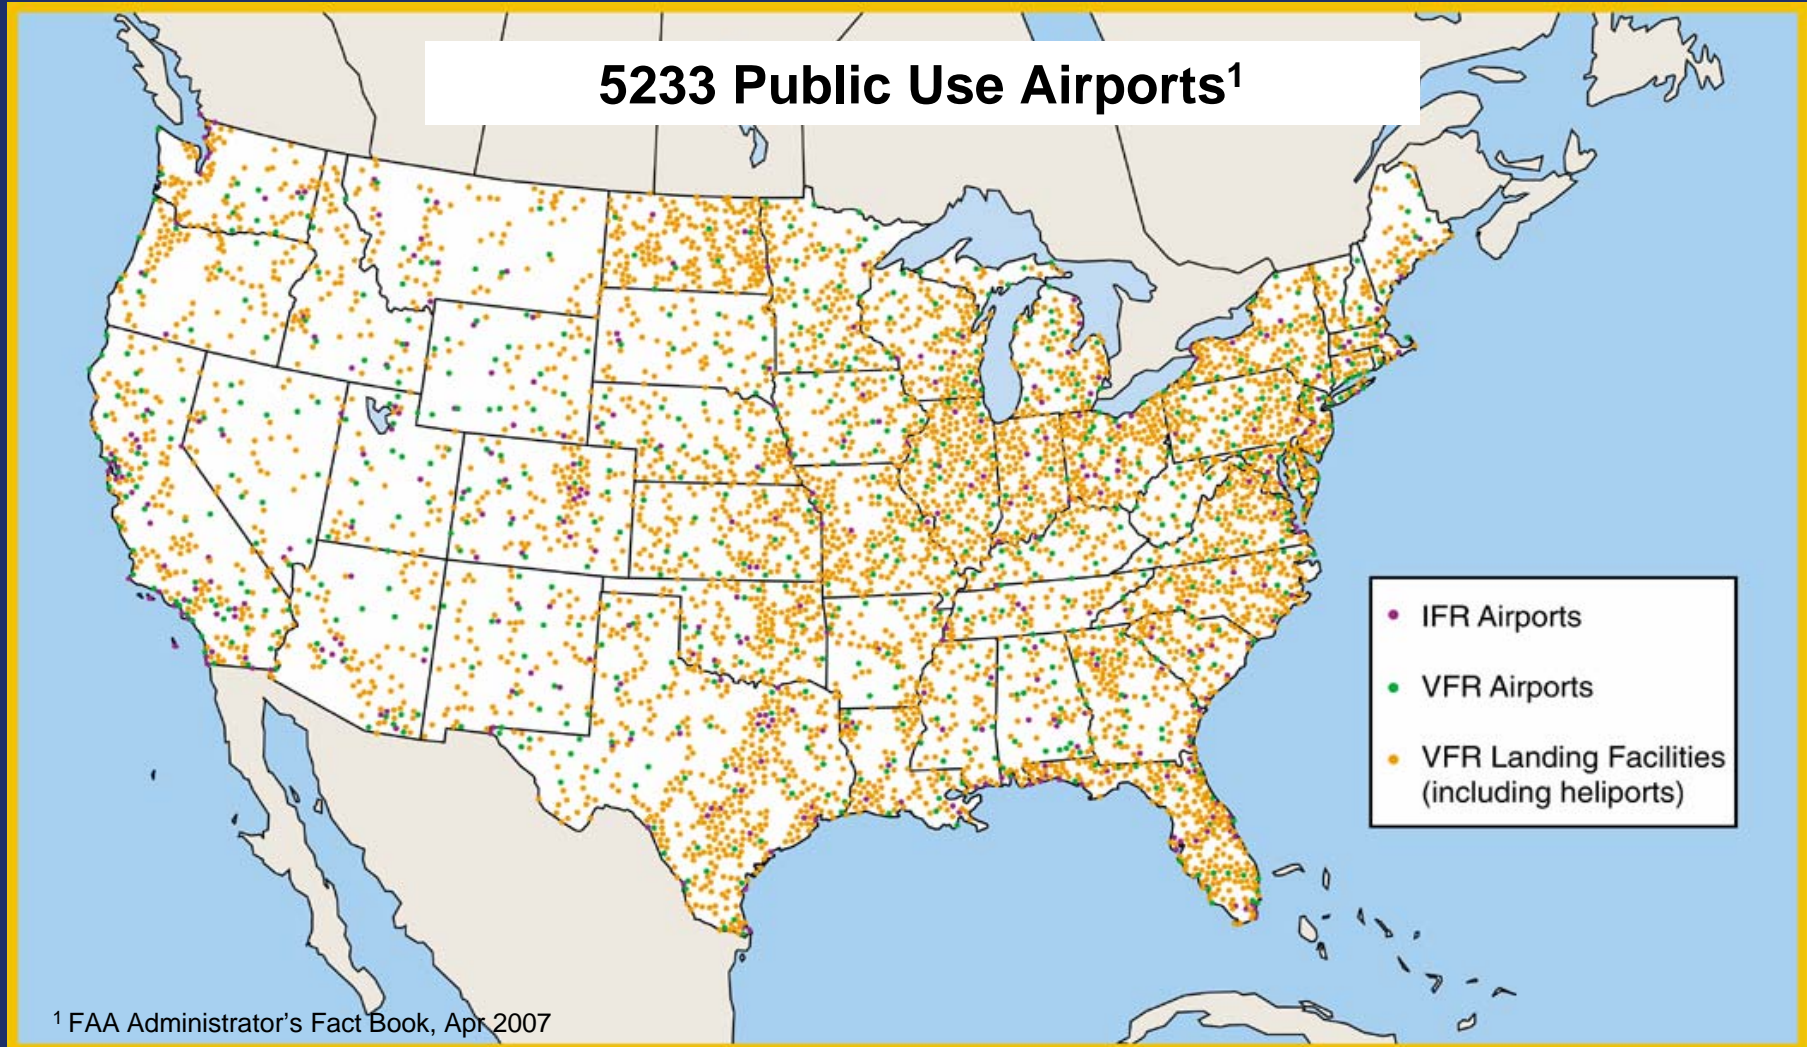 5233 Public Use Airports¹
IFR Airports
VFR Airports
VFR Landing Facilities
(including heliports)
¹ FAA Administrator's Fact Book, Apr 2007